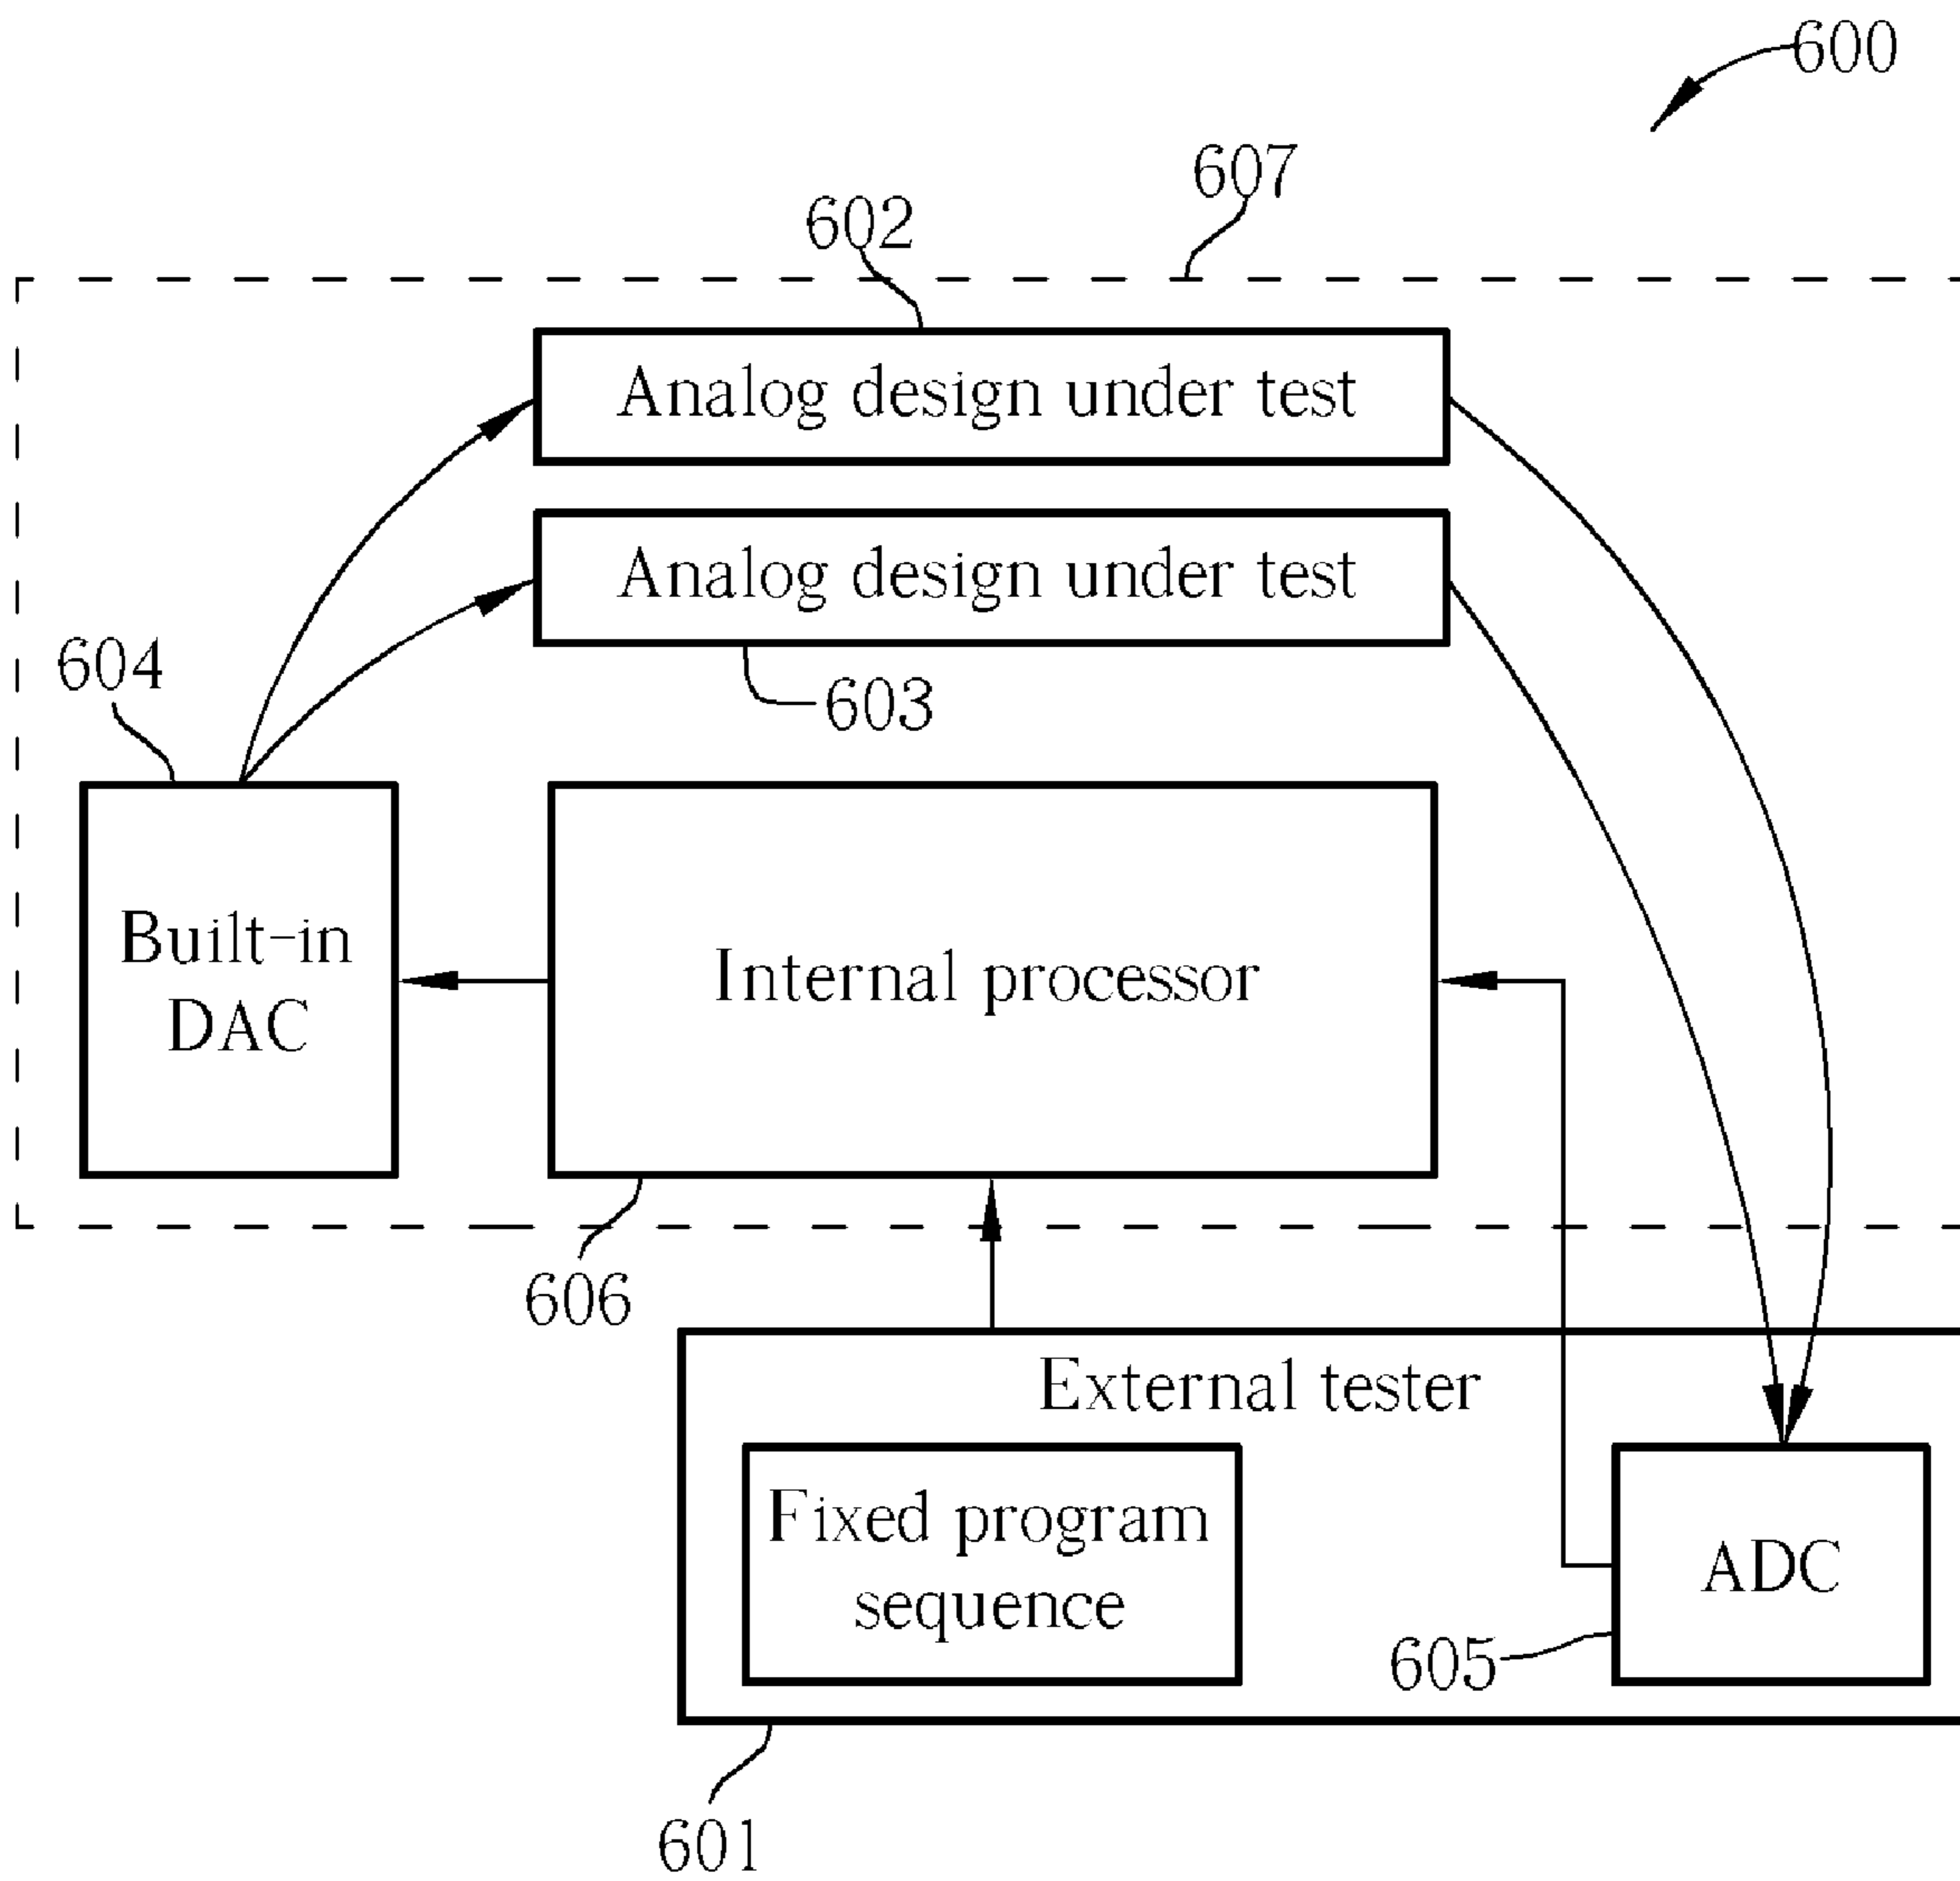 600
607
602
Analog design under test
Analog design under test
604
603
Built-in
DAC
Internal processor
606
External tester
Fixed program
sequence
ADC
605
601